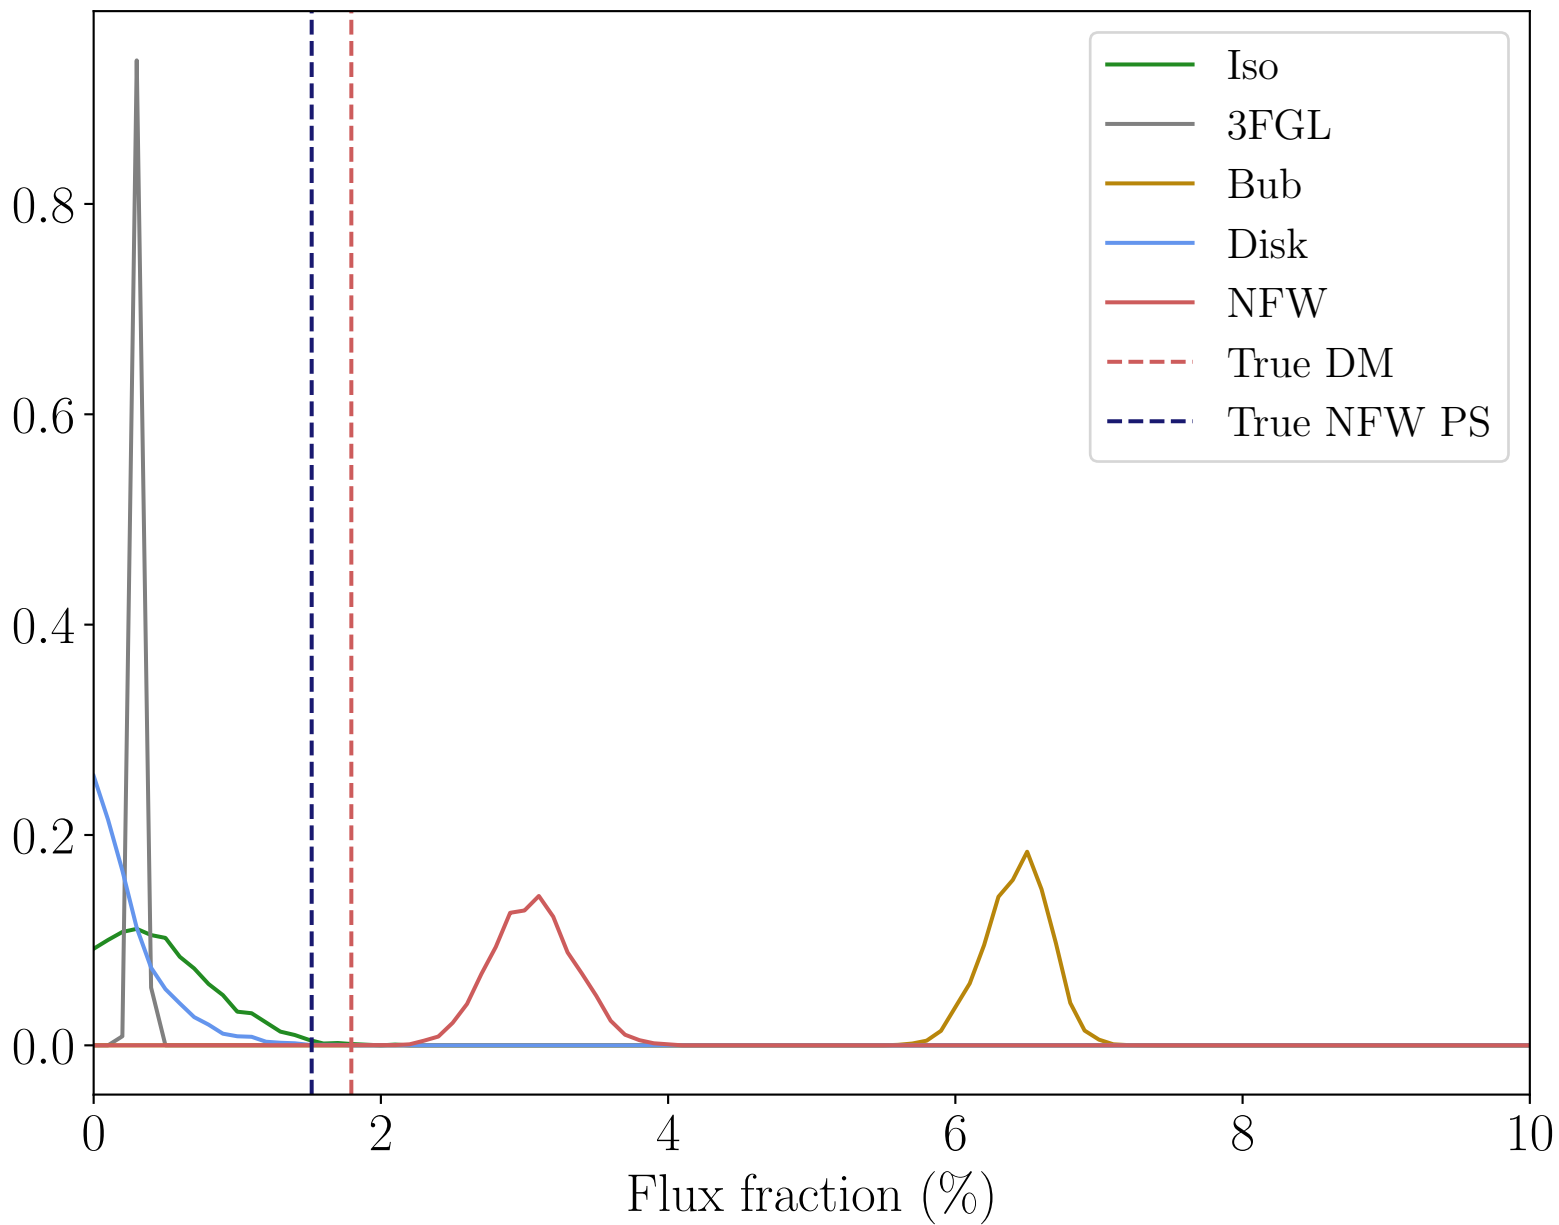 Iso
3FGL
Bub
Disk
NFW
True DM
True NFW PS
0.8
0.6
0.4
0.2
0.0
0 2 4 6 8 10
Flux fraction (%)